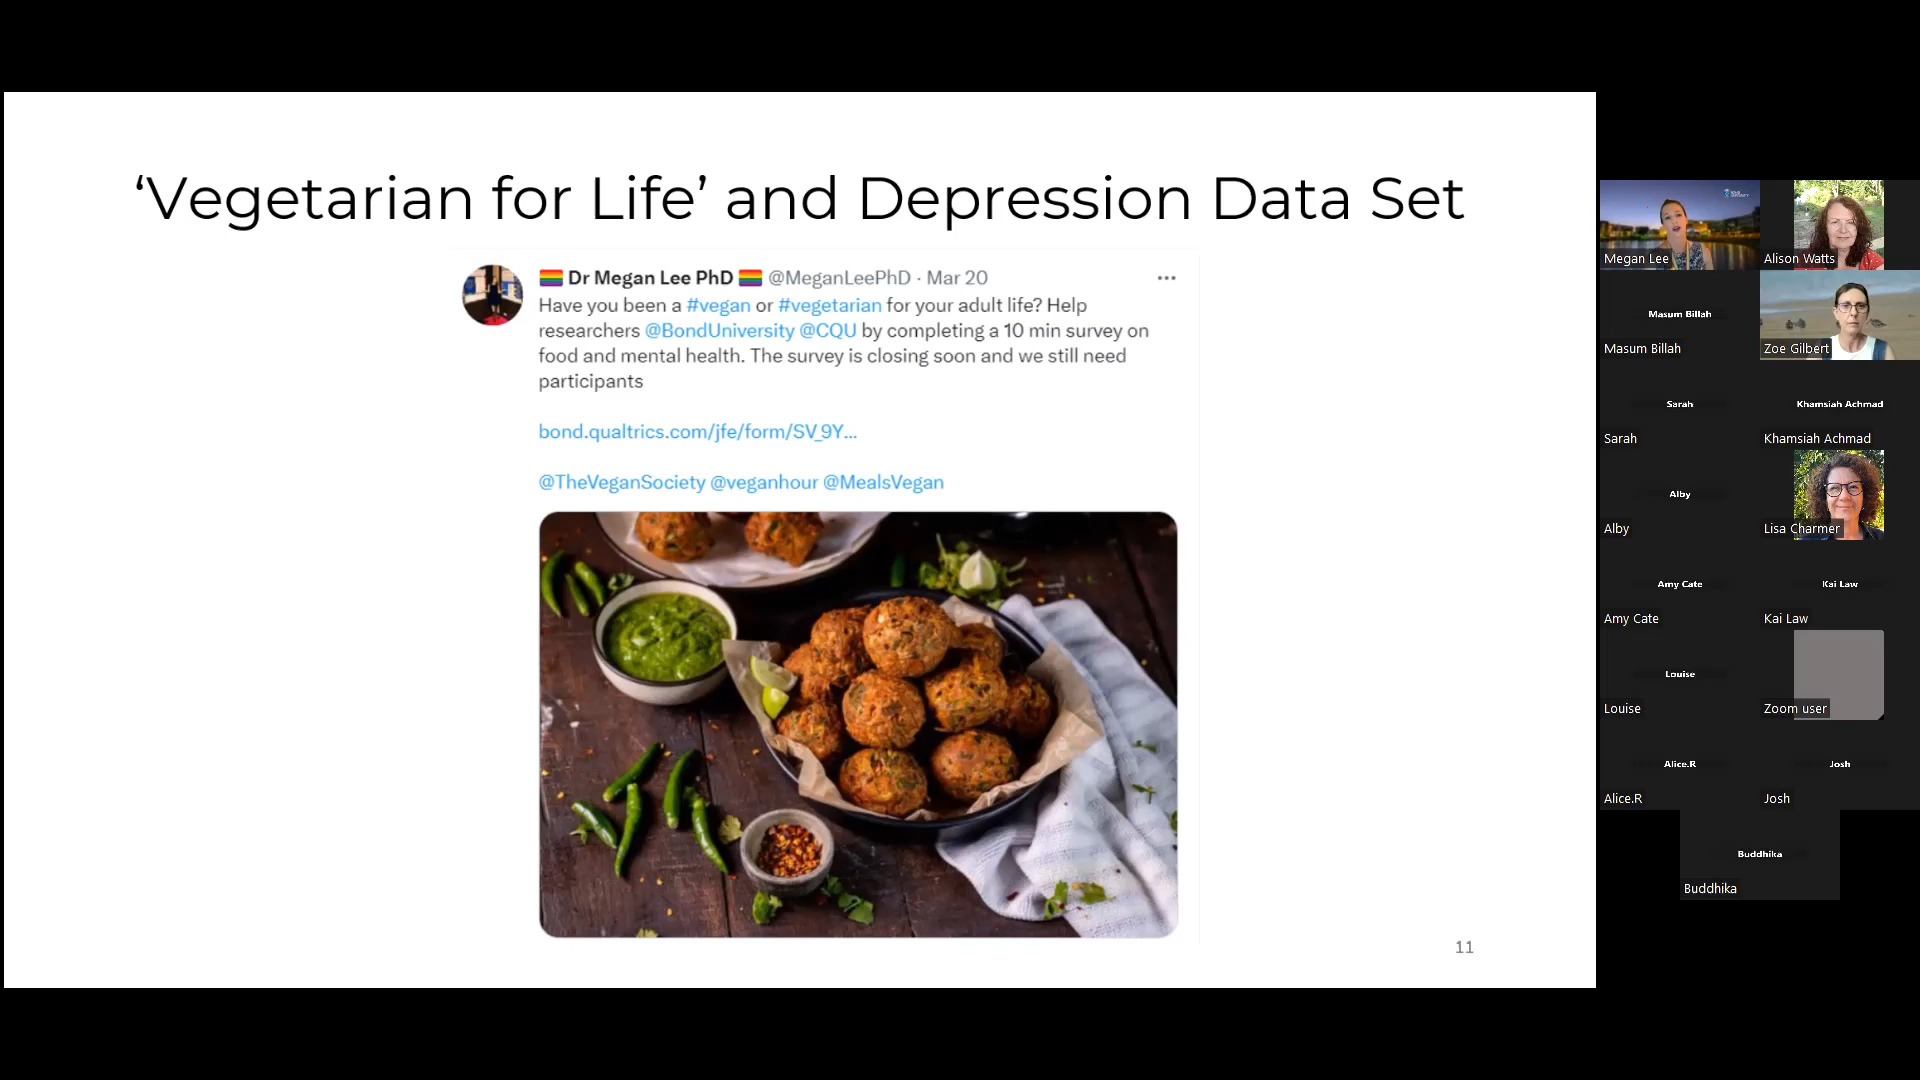 ‘Vegetarian for Life’ and Depression Data Set
Dr Megan Lee PhD @MeganLeePhD · Mar 20
Have you been a #vegan or #vegetarian for your adult life? Help
researchers @BondUniversity @CQU by completing a 10 min survey on
food and mental health. The survey is closing soon and we still need
participants
bond.qualtrics.com/jfe/form/SV_9Y...
@TheVeganSociety @veganhour @MealsVegan
11
Megan Lee
Alison Watts
Masum Billah
Masum Billah
Zoe Gilbert
Sarah
Sarah
Khamsiah Achmad
Khamsiah Achmad
Alby
Alby
Lisa Charmer
Amy Cate
Amy Cate
Kai Law
Kai Law
Louise
Louise
Zoom user
Alice.R
Alice.R
Josh
Josh
Buddhika
Buddhika